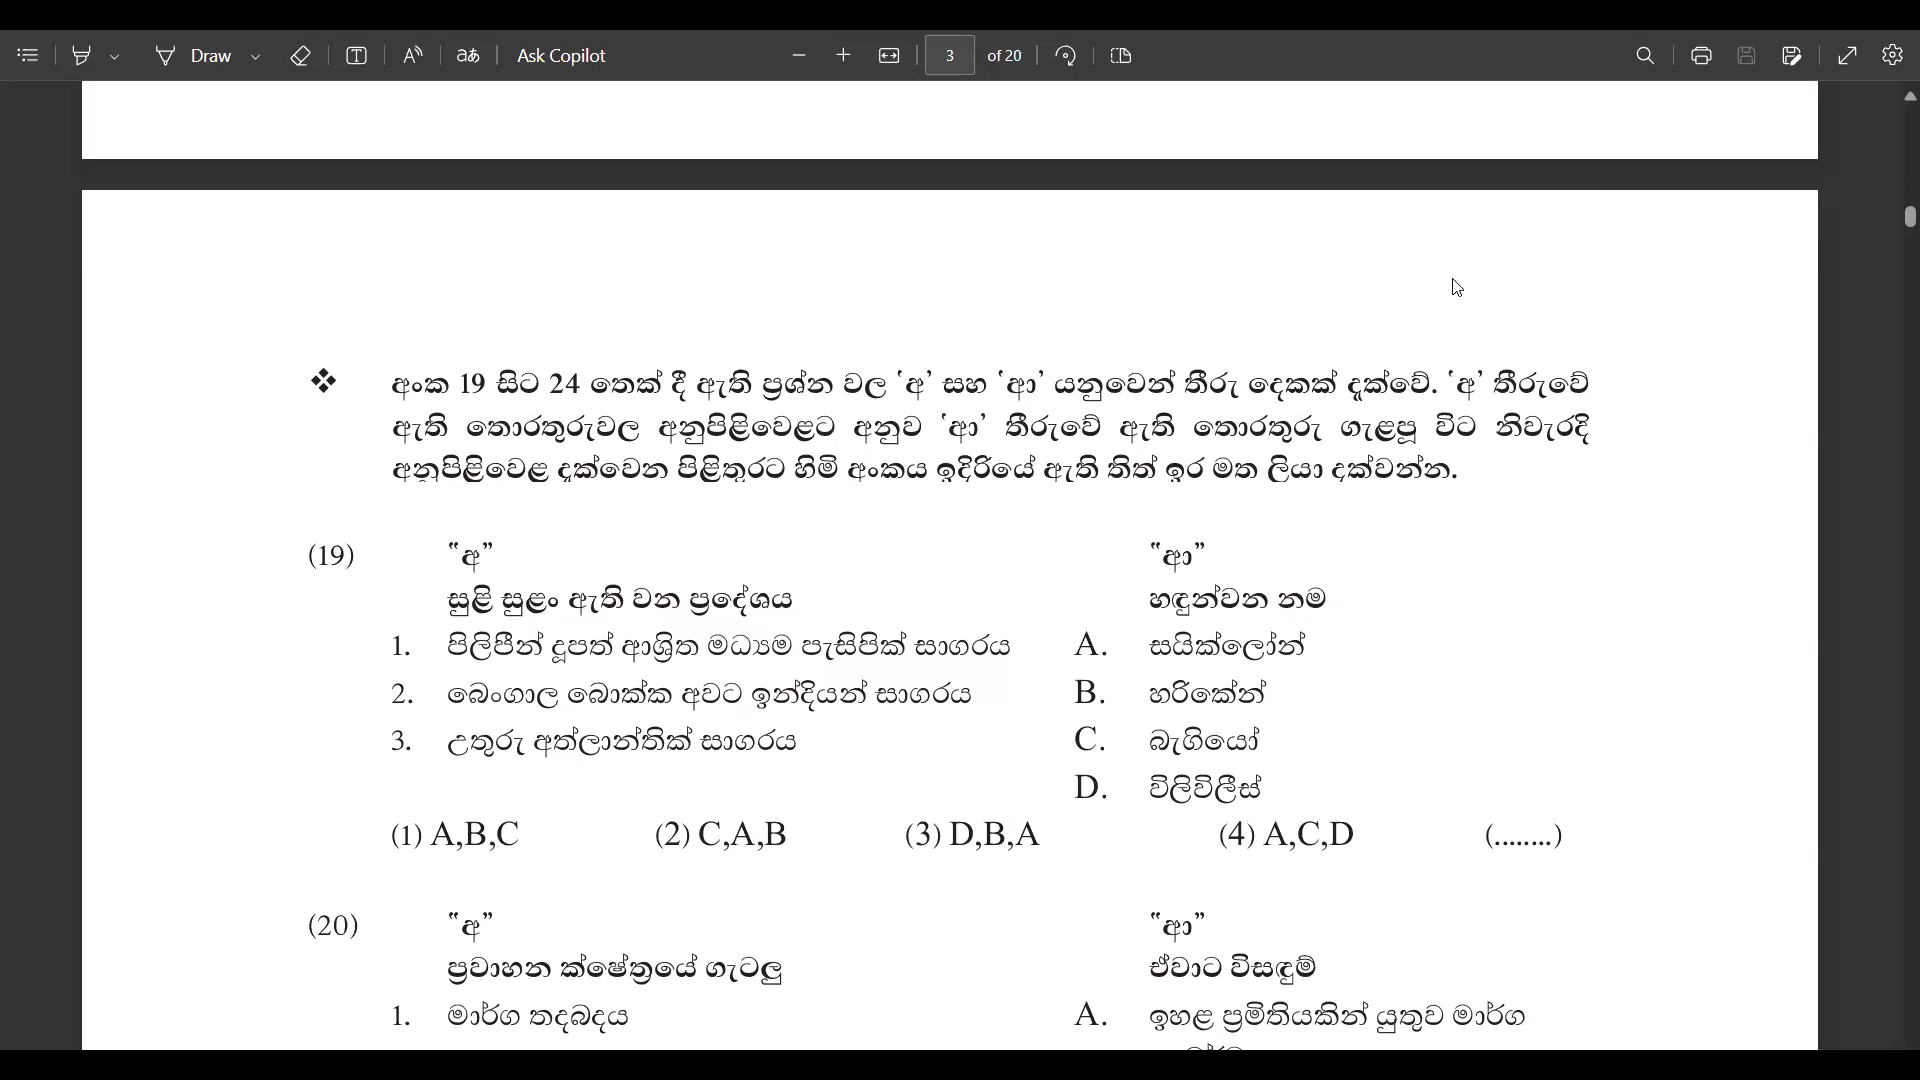 Draw
Ask Copilot
3 of 20
❖ අංක 19 සිට 24 තෙක් දී ඇති ප්‍රශ්න වල ‘අ’ සහ ‘ආ’ යනුවෙන් තීරු දෙකක් දැක්වේ. ‘අ’ තීරුවේ
ඇති තොරතුරුවල අනුපිළිවෙළට අනුව ‘ආ’ තීරුවේ ඇති තොරතුරු ගැළපූ විට නිවැරදි
අනුපිළිවෙළ දැක්වෙන පිළිතුරට හිමි අංකය ඉදිරියේ ඇති තිත් ඉර මත ලියා දක්වන්න.
(19) “අ” “ආ”
සුළි සුළං ඇති වන ප්‍රදේශය හඳුන්වන නම
1. පිලිපීන් දූපත් ආශ්‍රිත මධ්‍යම පැසිපික් සාගරය A. සයික්ලෝන්
2. බෙංගාල බොක්ක අවට ඉන්දියන් සාගරය B. හරිකේන්
3. උතුරු අත්ලාන්තික් සාගරය C. බැගියෝ
D. විලිවිලීස්
(1) A,B,C (2) C,A,B (3) D,B,A (4) A,C,D (........)
(20) “අ” “ආ”
ප්‍රවාහන ක්ෂේත්‍රයේ ගැටලු ඒවාට විසඳුම්
1. මාර්ග තදබදය A. ඉහළ ප්‍රමිතියකින් යුතුව මාර්ග